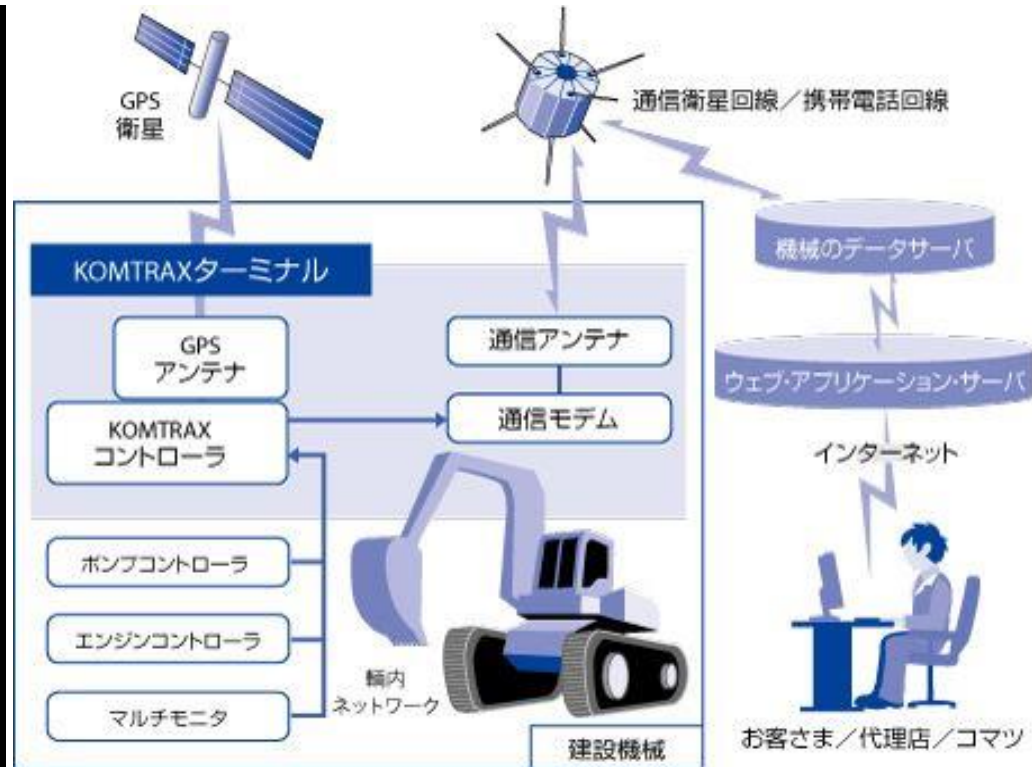 GPS
衛星
通信衛星回線／携帯電話回線
機械のデータサーバ
KOMTRAXターミナル
GPS
アンテナ
通信アンテナ
ウェブ・アプリケーション・サーバ
KOMTRAX
コントローラ
通信モデム
インターネット
ポンプコントローラ
エンジンコントローラ
マルチモニタ
輌内
ネットワーク
建設機械
お客さま／代理店／コマツ